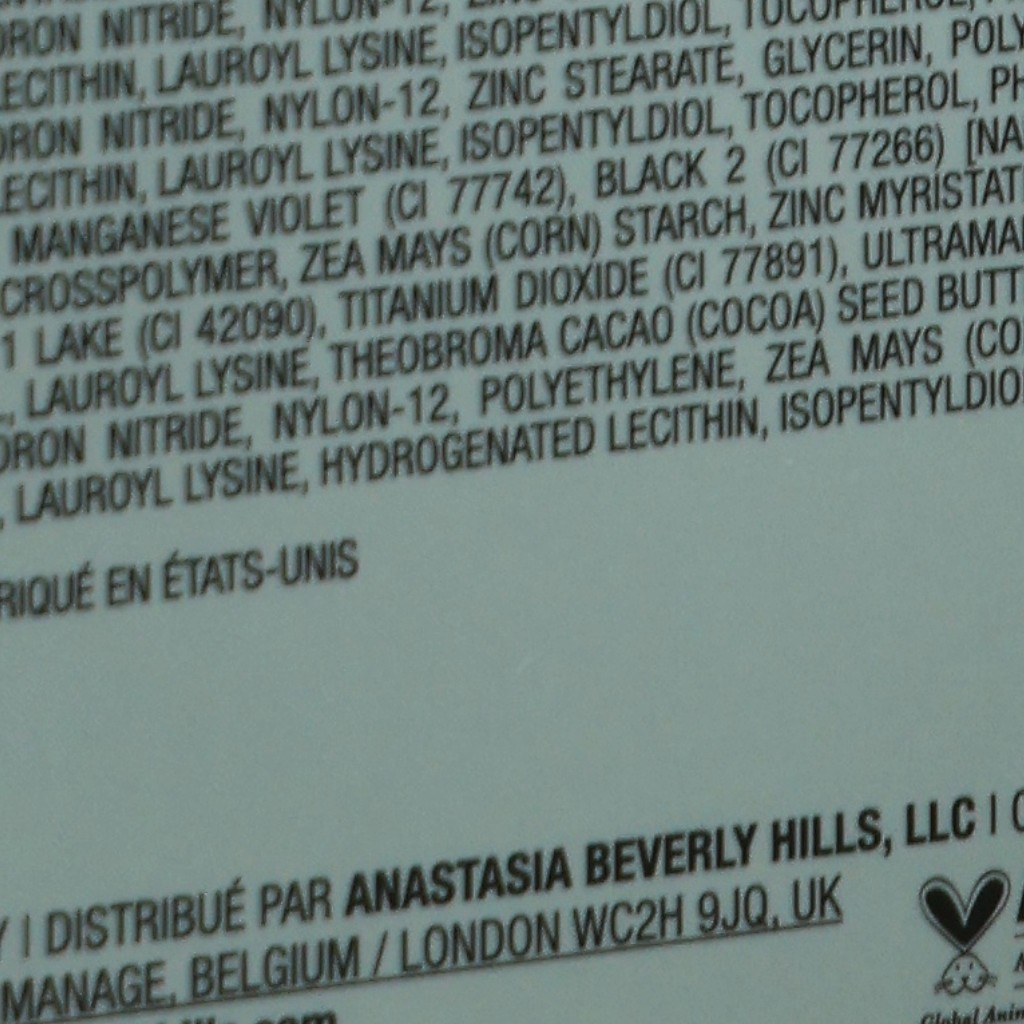 NITRIDE, NYLON-12,
LECITHIN, LAUROYL LYSINE, ISOPENTYLDIOL, TOCOPHEROL,
NITRIDE, NYLON-12, ZINC STEARATE, GLYCERIN, POLY
LECITHIN, LAUROYL LYSINE, ISOPENTYLDIOL, TOCOPHEROL, PH
MANGANESE VIOLET (CI 77742), BLACK 2 (CI 77266) [NA
CROSSPOLYMER, ZEA MAYS (CORN) STARCH, ZINC MYRISTAT
1 LAKE (CI 42090), TITANIUM DIOXIDE (CI 77891), ULTRAMA
, LAUROYL LYSINE, THEOBROMA CACAO (COCOA) SEED BUTT
ORON NITRIDE, NYLON-12, POLYETHYLENE, ZEA MAYS (CO
, LAUROYL LYSINE, HYDROGENATED LECITHIN, ISOPENTYLDIO
RIQUÉ EN ÉTATS-UNIS
Y | DISTRIBUÉ PAR ANASTASIA BEVERLY HILLS, LLC |
MANAGE, BELGIUM / LONDON WC2H 9JQ, UK
Global Anim